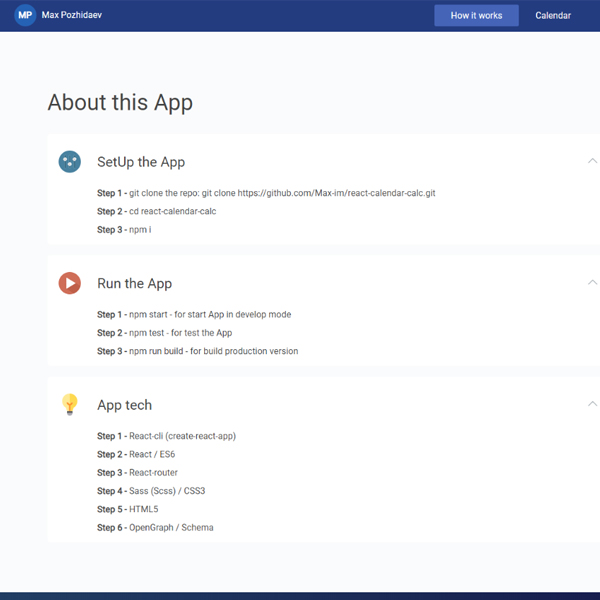 MP Max Pozhidaev How it works Calendar
About this App
SetUp the App
Step 1 - git clone the repo: git clone https://github.com/Max-im/react-calendar-calc.git
Step 2 - cd react-calendar-calc
Step 3 - npm i
Run the App
Step 1 - npm start - for start App in develop mode
Step 2 - npm test - for test the App
Step 3 - npm run build - for build production version
App tech
Step 1 - React-cli (create-react-app)
Step 2 - React / ES6
Step 3 - React-router
Step 4 - Sass (Scss) / CSS3
Step 5 - HTML5
Step 6 - OpenGraph / Schema